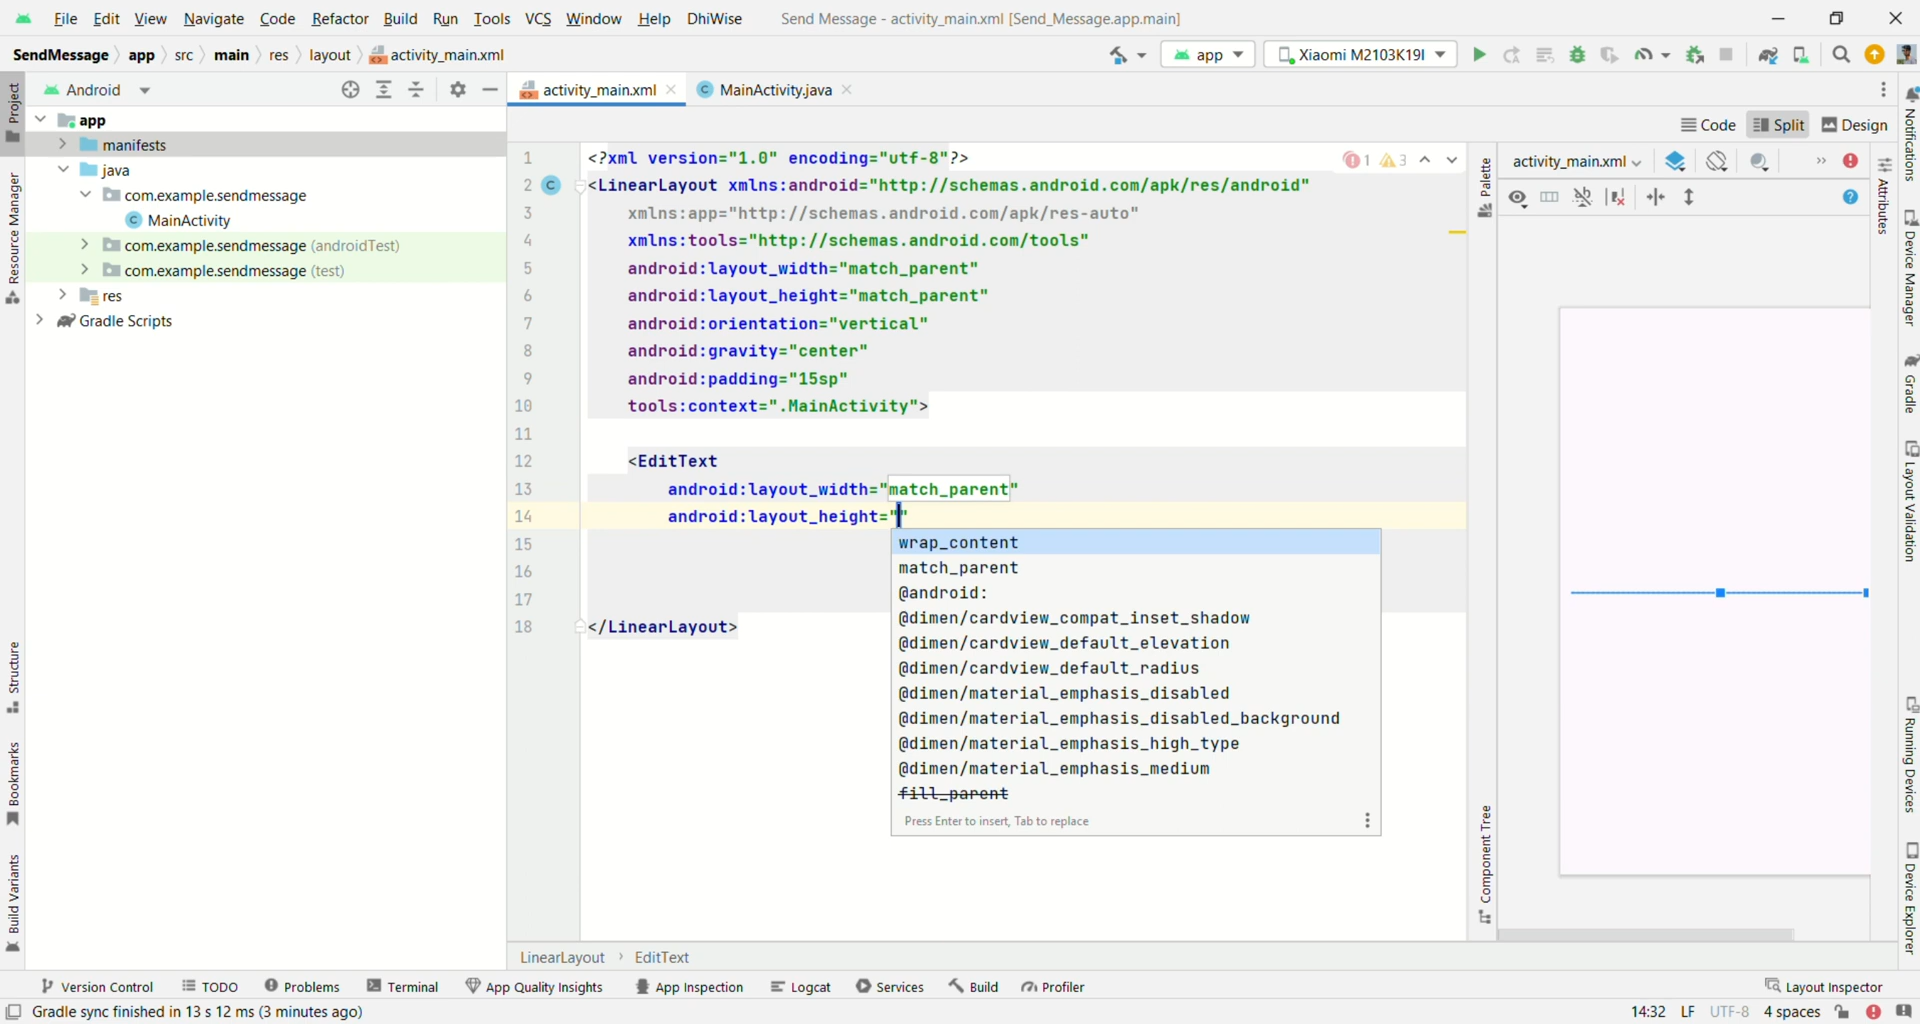 File Edit View Navigate Code Refactor Build Run Tools VCS Window Help DhiWise Send Message - activity_main.xml [Send_Message.app.main]
SendMessage app src main res layout activity_main.xml app Xiaomi M2103K19I
Project
Android
activity_main.xml
MainActivity.java
Notifications
app
manifests
java
com.example.sendmessage
MainActivity
com.example.sendmessage (androidTest)
com.example.sendmessage (test)
res
Gradle Scripts
Resource Manager
Structure
Bookmarks
Build Variants
Code Split Design
1 <?xml version="1.0" encoding="utf-8"?> 1 3
2 <LinearLayout xmlns:android="http://schemas.android.com/apk/res/android"
3 xmlns:app="http://schemas.android.com/apk/res-auto"
4 xmlns:tools="http://schemas.android.com/tools"
5 android:layout_width="match_parent"
6 android:layout_height="match_parent"
7 android:orientation="vertical"
8 android:gravity="center"
9 android:padding="15sp"
10 tools:context=".MainActivity">
11
12 <EditText
13 android:layout_width="match_parent"
14 android:layout_height=""
15
16
17
18 </LinearLayout>
wrap_content
match_parent
@android:
@dimen/cardview_compat_inset_shadow
@dimen/cardview_default_elevation
@dimen/cardview_default_radius
@dimen/material_emphasis_disabled
@dimen/material_emphasis_disabled_background
@dimen/material_emphasis_high_type
@dimen/material_emphasis_medium
fill_parent
Press Enter to insert, Tab to replace
Palette
Component Tree
activity_main.xml
Attributes
Device Manager
Gradle
Layout Validation
Running Devices
Device Explorer
LinearLayout EditText
Version Control TODO Problems Terminal App Quality Insights App Inspection Logcat Services Build Profiler Layout Inspector
Gradle sync finished in 13 s 12 ms (3 minutes ago) 14:32 LF UTF-8 4 spaces